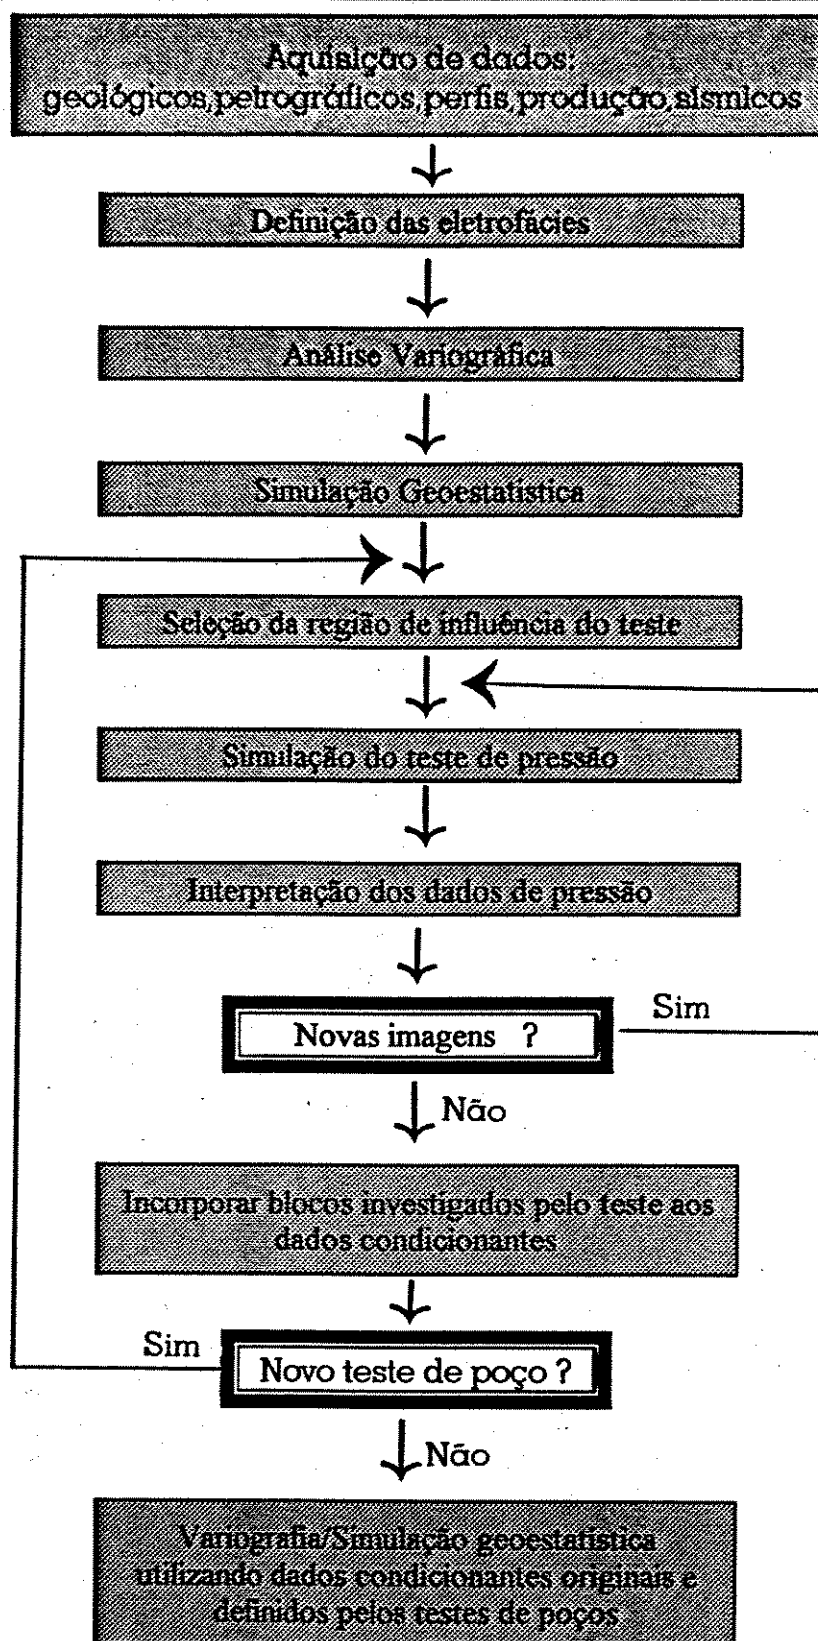 Aquisição de dados:
geológicos,petrográficos,perfis,produção,sísmicos
Definição das eletrofácies
Análise Variográfica
Simulação Geoestatística
Seleção da região de influência do teste
Simulação do teste de pressão
Interpretação dos dados de pressão
Novas imagens ?
Sim
Não
Incorporar blocos investigados pelo teste aos
dados condicionantes
Sim
Novo teste de poço ?
Não
Variografia/Simulação geoestatística
utilizando dados condicionantes originais e
definidos pelos testes de poços